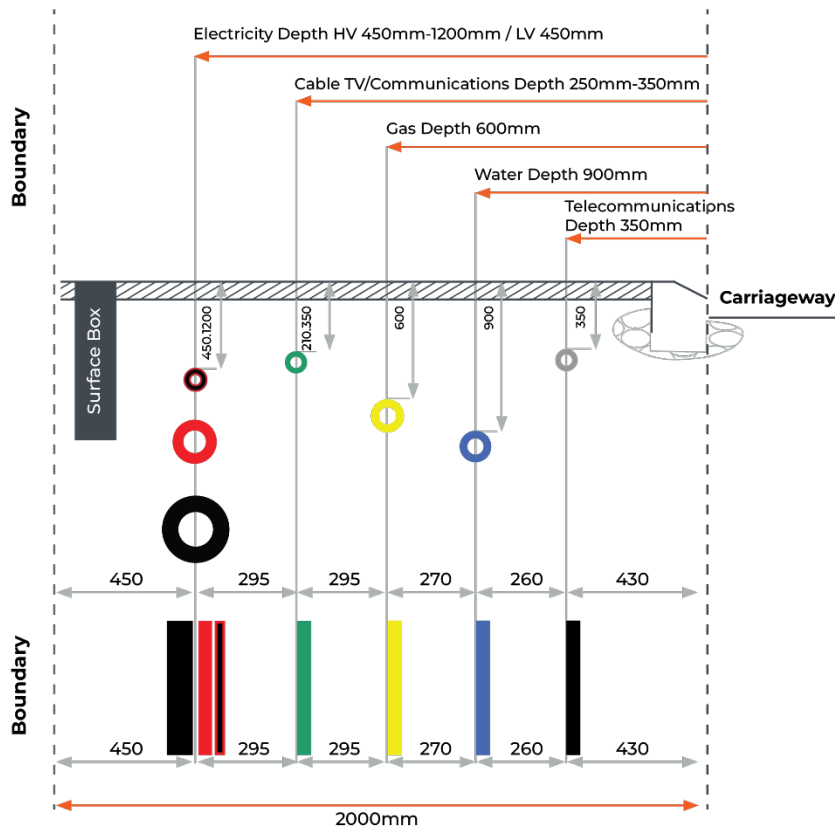 Electricity Depth HV 450mm-1200mm / LV 450mm
Cable TV/Communications Depth 250mm-350mm
Boundary
Gas Depth 600mm
Water Depth 900mm
Telecommunications
Depth 350mm
Carriageway
Surface Box
450.1200
210.350
600
900
350
450 295 295 270 260 430
Boundary
450 295 295 270 260 430
2000mm